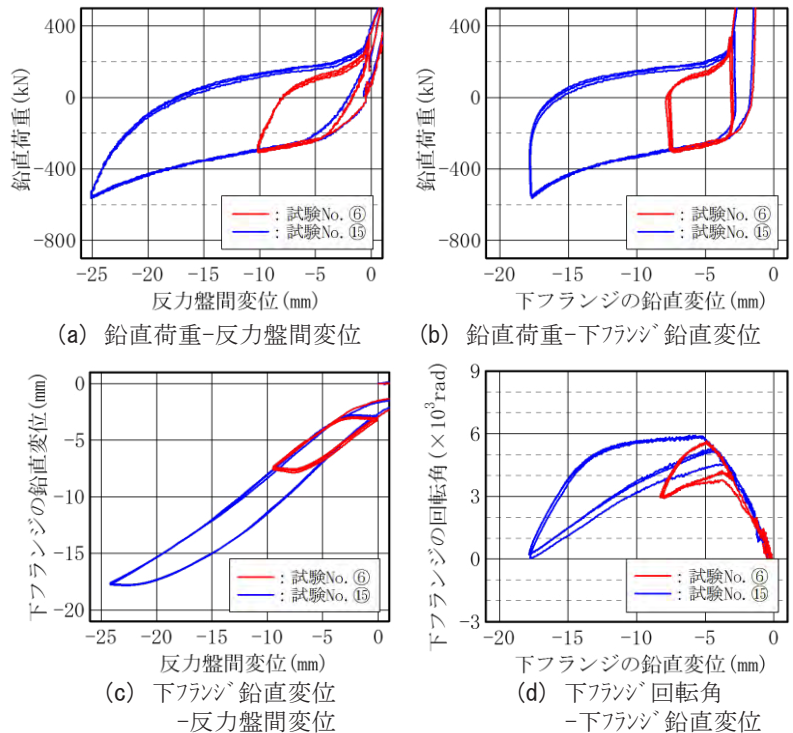 400
0
-400
-800
鉛直荷重(kN)
-25 -20 -15 -10 -5 0
反力盤間変位(mm)
: 試験No.⑥
: 試験No.⑮
(a) 鉛直荷重-反力盤間変位
400
0
-400
-800
鉛直荷重(kN)
-20 -15 -10 -5 0
下フランジの鉛直変位(mm)
: 試験No.⑥
: 試験No.⑮
(b) 鉛直荷重-下フランジ鉛直変位
0
-5
-10
-15
-20
下フランジの鉛直変位(mm)
-25 -20 -15 -10 -5 0
反力盤間変位(mm)
: 試験No.⑥
: 試験No.⑮
(c) 下フランジ鉛直変位
-反力盤間変位
9
6
3
0
-3
下フランジの回転角(×10³rad)
-20 -15 -10 -5 0
下フランジの鉛直変位(mm)
: 試験No.⑥
: 試験No.⑮
(d) 下フランジ回転角
-下フランジ鉛直変位